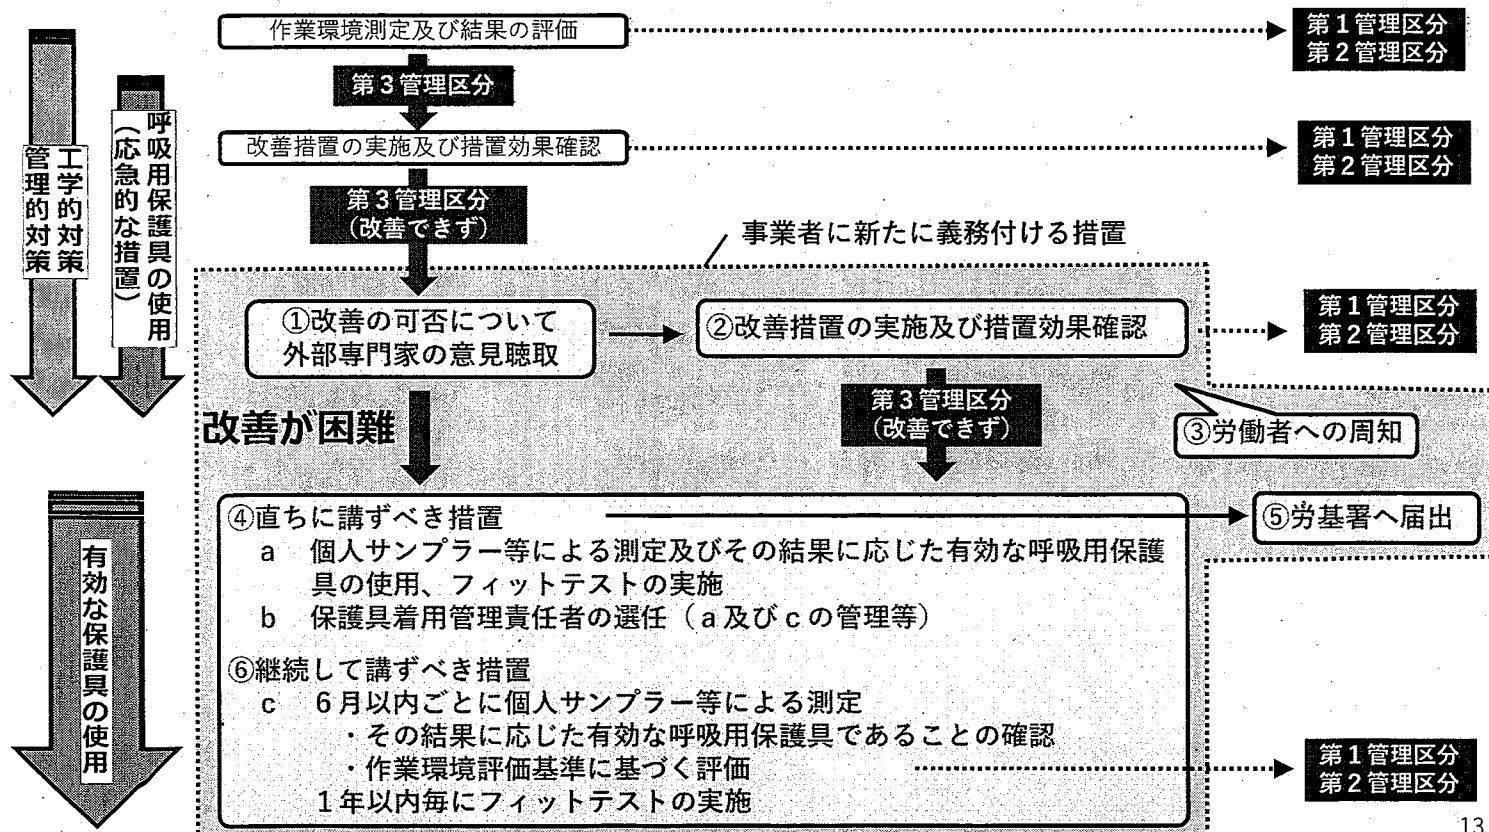 作業環境測定及び結果の評価
第1管理区分
第2管理区分
第3管理区分
改善措置の実施及び措置効果確認
第1管理区分
第2管理区分
第3管理区分
(改善できず)
工学的対策
管理的対策
呼吸用保護具の使用
(応急的な措置)
事業者に新たに義務付ける措置
①改善の可否について
外部専門家の意見聴取
②改善措置の実施及び措置効果確認
第1管理区分
第2管理区分
改善が困難
第3管理区分
(改善できず)
③労働者への周知
④直ちに講ずべき措置
⑤労基署へ届出
a 個人サンプラー等による測定及びその結果に応じた有効な呼吸用保護
具の使用、フィットテストの実施
b 保護具着用管理責任者の選任(a及びcの管理等)
有効な保護具の使用
⑥継続して講ずべき措置
c 6月以内ごとに個人サンプラー等による測定
・その結果に応じた有効な呼吸用保護具であることの確認
・作業環境評価基準に基づく評価
1年以内毎にフィットテストの実施
第1管理区分
第2管理区分
13